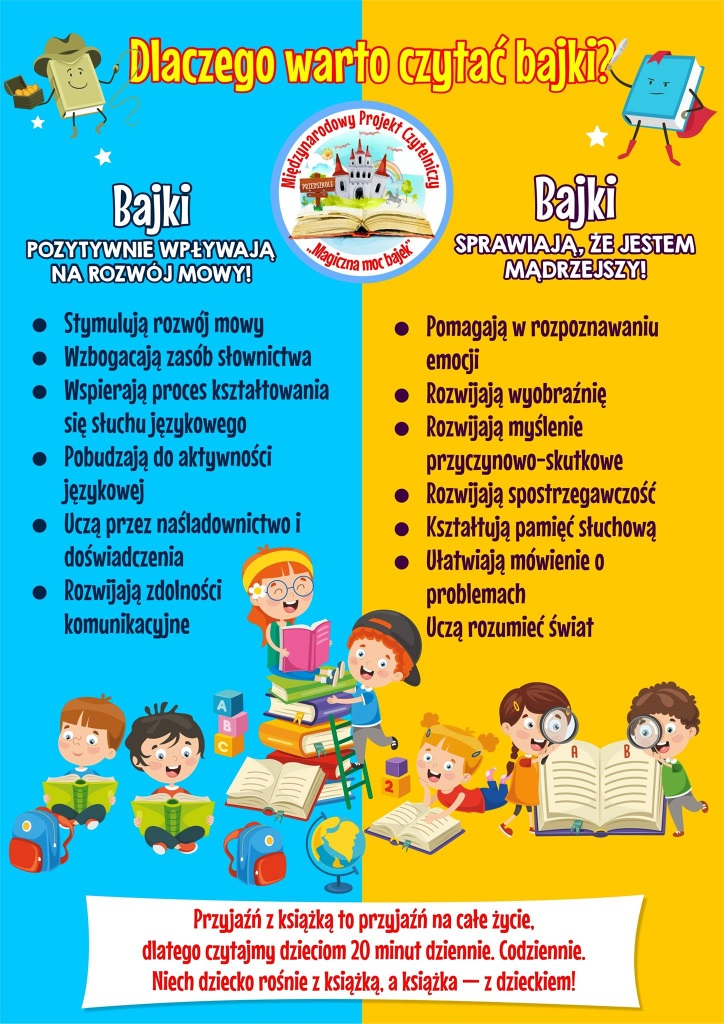 Dlaczego warto czytać bajki?
Międzynarodowy Projekt Czytelniczy
PRZEDSZKOLE
"Magiczna moc bajek"
Bajki
POZYTYWNIE WPŁYWAJĄ
NA ROZWÓJ MOWY!
● Stymulują rozwój mowy
● Wzbogacają zasób słownictwa
● Wspierają proces kształtowania
się słuchu językowego
● Pobudzają do aktywności
językowej
● Uczą przez naśladownictwo i
doświadczenia
● Rozwijają zdolności
komunikacyjne
Bajki
SPRAWIAJĄ, ŻE JESTEM
MĄDRZEJSZY!
● Pomagają w rozpoznawaniu
emocji
● Rozwijają wyobraźnię
● Rozwijają myślenie
przyczynowo-skutkowe
● Rozwijają spostrzegawczość
● Kształtują pamięć słuchową
● Ułatwiają mówienie o
problemach
Uczą rozumieć świat
A
B
C
2
A B
Przyjaźń z książką to przyjaźń na całe życie,
dlatego czytajmy dzieciom 20 minut dziennie. Codziennie.
Niech dziecko rośnie z książką, a książka — z dzieckiem!